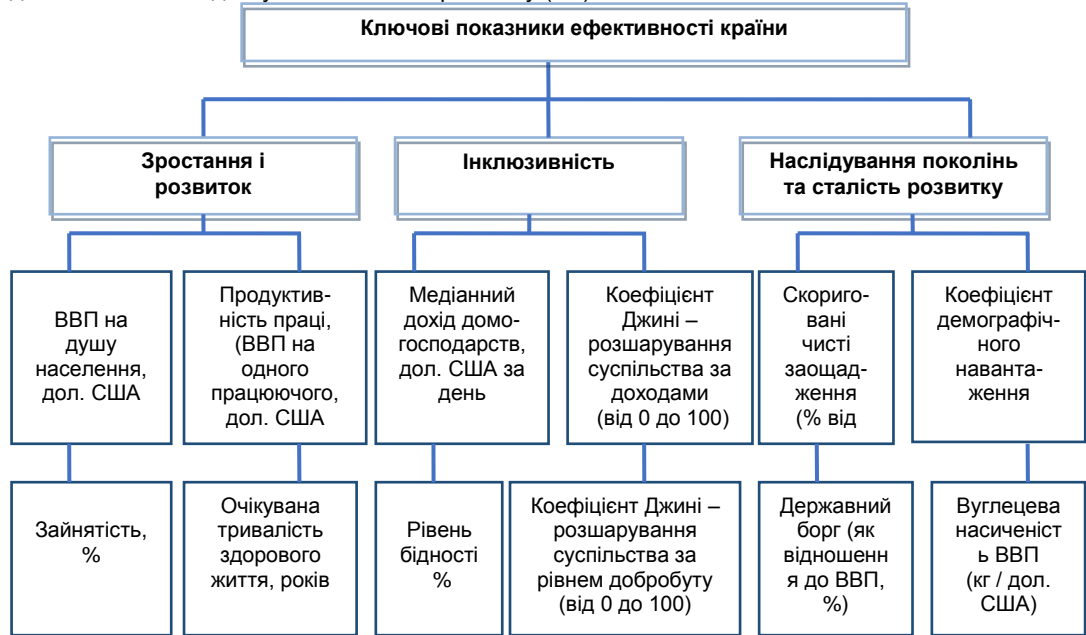 Ключові показники ефективності країни
Зростання і
розвиток
Інклюзивність
Наслідування поколінь
та сталість розвитку
ВВП на
душу
населення,
дол. США
Продуктив-
ність праці,
(ВВП на
одного
працюючого,
дол. США
Медіанний
дохід домо-
господарств,
дол. США за
день
Коефіцієнт
Джині –
розшарування
суспільства за
доходами
(від 0 до 100)
Скориго-
вані
чисті
заощад-
ження
(% від
Коефіцієнт
демографіч-
ного
наванта-
ження
Зайнятість,
%
Очікувана
тривалість
здорового
життя, років
Рівень
бідності
%
Коефіцієнт Джині –
розшарування
суспільства за
рівнем добробуту
(від 0 до 100)
Державний
борг (як
відношенн
я до ВВП,
%)
Вуглецева
насиченіст
ь ВВП
(кг / дол.
США)